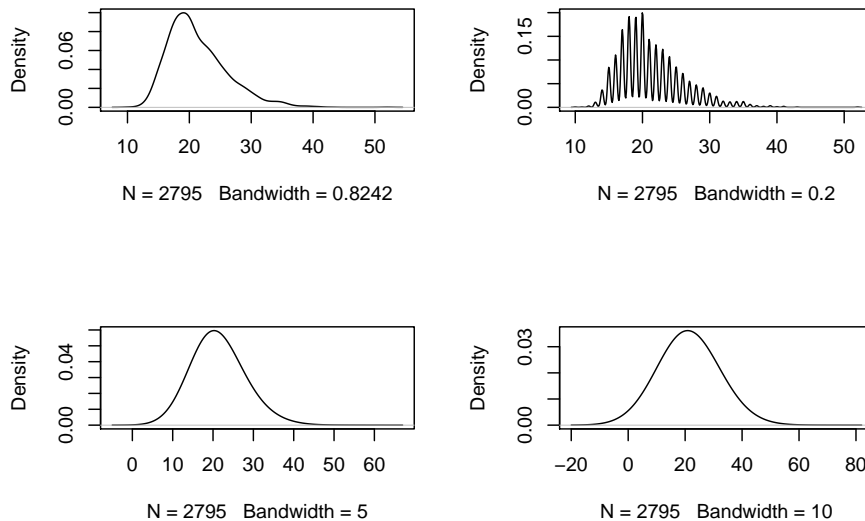 Density
0.06
0.00
10 20 30 40 50
N = 2795 Bandwidth = 0.8242
Density
0.15
0.00
10 20 30 40 50
N = 2795 Bandwidth = 0.2
Density
0.04
0.00
0 10 20 30 40 50 60
N = 2795 Bandwidth = 5
Density
0.03
0.00
−20 0 20 40 60 80
N = 2795 Bandwidth = 10